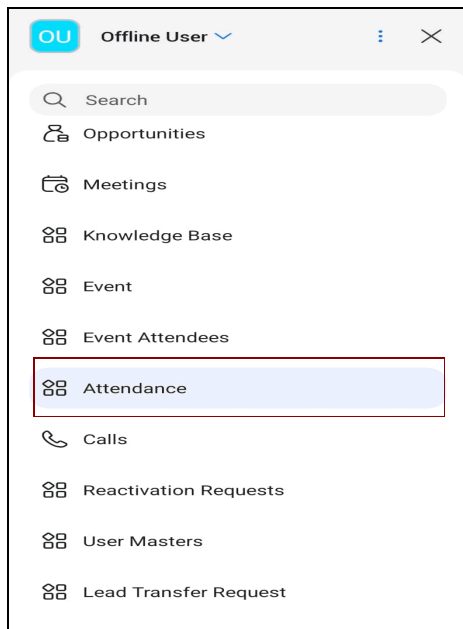 OU Offline User
Search
Opportunities
Meetings
Knowledge Base
Event
Event Attendees
Attendance
Calls
Reactivation Requests
User Masters
Lead Transfer Request